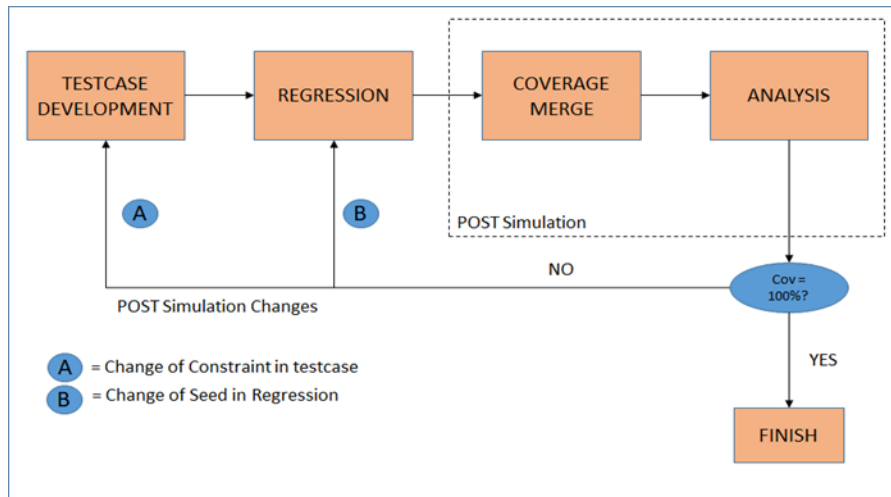 TESTCASE
DEVELOPMENT
REGRESSION
COVERAGE
MERGE
ANALYSIS
A
B
POST Simulation
NO
Cov =
100%?
POST Simulation Changes
A = Change of Constraint in testcase
B = Change of Seed in Regression
YES
FINISH